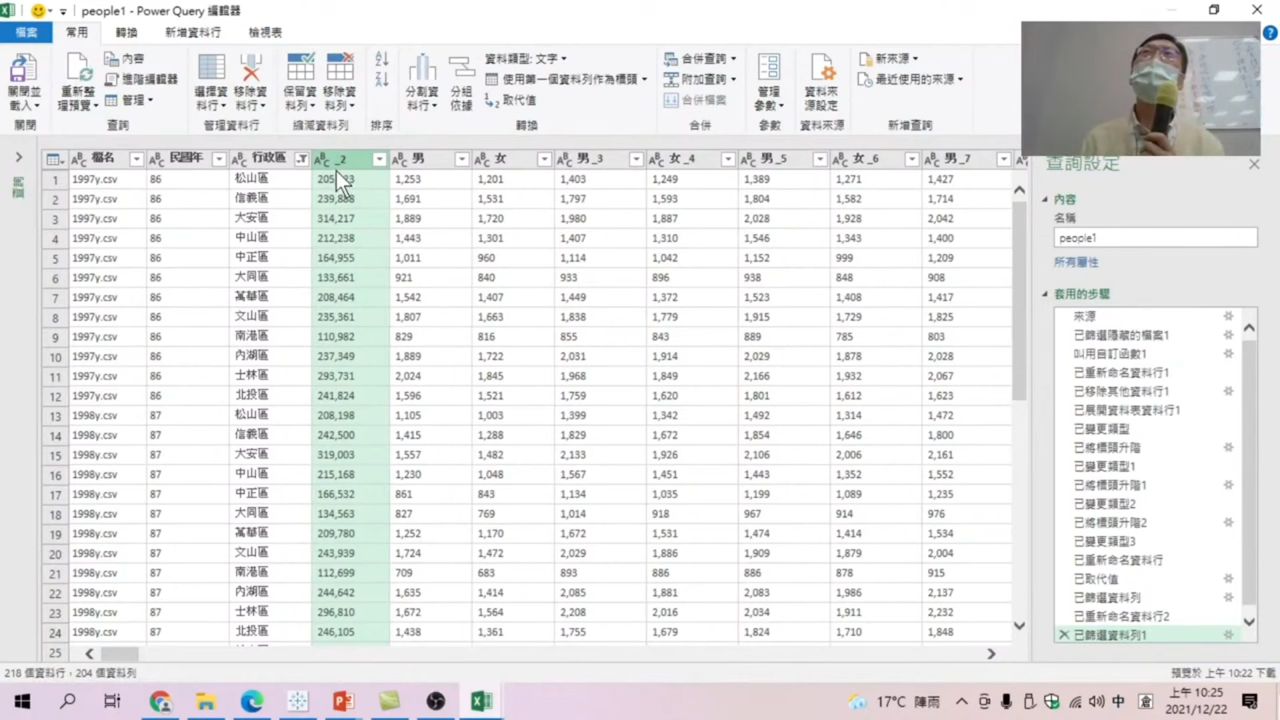 people1 - Power Query 編輯器
檔案 常用 轉換 新增資料行 檢視表
關閉並載入 重新整理預覽 內容 進階編輯器 管理 選擇資料行 移除資料行 保留資料列 移除資料列 分割資料行 分組依據 資料類型: 文字 使用第一個資料列作為標頭 取代值 合併查詢 附加查詢 合併檔案 管理參數 資料來源設定 新來源 最近使用的來源
關閉 查詢 管理資料行 縮減資料列 排序 轉換 合併 參數 資料來源 新增查詢
檔名 民國年 行政區 _2 男 女 男_3 女_4 男_5 女_6 男_7
1 1997y.csv 86 松山區 1,253 1,201 1,403 1,249 1,389 1,271 1,427
2 1997y.csv 86 信義區 1,691 1,531 1,797 1,593 1,804 1,582 1,714
3 1997y.csv 86 大安區 314,217 1,889 1,720 1,980 1,887 2,028 1,928 2,042
4 1997y.csv 86 中山區 212,238 1,443 1,301 1,407 1,310 1,546 1,343 1,400
5 1997y.csv 86 中正區 164,955 1,011 960 1,114 1,042 1,152 999 1,209
6 1997y.csv 86 大同區 133,661 921 840 933 896 938 848 908
7 1997y.csv 86 萬華區 208,464 1,542 1,407 1,449 1,372 1,523 1,408 1,417
8 1997y.csv 86 文山區 235,361 1,807 1,663 1,838 1,779 1,915 1,729 1,825
9 1997y.csv 86 南港區 110,982 829 816 855 843 889 785 803
10 1997y.csv 86 內湖區 237,349 1,889 1,722 2,031 1,914 2,029 1,878 2,028
11 1997y.csv 86 士林區 293,731 2,024 1,845 1,968 1,849 2,166 1,932 2,067
12 1997y.csv 86 北投區 241,824 1,596 1,521 1,759 1,620 1,801 1,612 1,623
13 1998y.csv 87 松山區 208,198 1,105 1,003 1,399 1,342 1,492 1,314 1,472
14 1998y.csv 87 信義區 242,500 1,415 1,288 1,829 1,672 1,854 1,646 1,800
15 1998y.csv 87 大安區 319,003 1,557 1,482 2,133 1,926 2,106 2,006 2,161
16 1998y.csv 87 中山區 215,168 1,230 1,048 1,567 1,451 1,443 1,352 1,552
17 1998y.csv 87 中正區 166,532 861 843 1,134 1,035 1,199 1,089 1,235
18 1998y.csv 87 大同區 134,563 827 769 1,014 918 967 914 976
19 1998y.csv 87 萬華區 209,780 1,252 1,170 1,672 1,531 1,474 1,414 1,534
20 1998y.csv 87 文山區 243,939 1,724 1,472 2,029 1,886 1,909 1,879 2,004
21 1998y.csv 87 南港區 112,699 709 683 893 886 886 878 915
22 1998y.csv 87 內湖區 244,642 1,635 1,414 2,085 1,881 2,083 1,986 2,137
23 1998y.csv 87 士林區 296,810 1,672 1,564 2,208 2,016 2,034 1,911 2,232
24 1998y.csv 87 北投區 246,105 1,438 1,361 1,755 1,679 1,824 1,710 1,848
25
查詢設定
內容
名稱
people1
所有屬性
套用的步驟
來源
已篩選隱藏的檔案1
叫用自訂函數1
已重新命名資料行1
已移除其他資料行1
已展開資料表資料行1
已變更類型
已將標頭升階
已變更類型1
已將標頭升階1
已變更類型2
已將標頭升階2
已變更類型3
已重新命名資料行
已取代值
已篩選資料列
已重新命名資料行2
已篩選資料列1
218 個資料行，204 個資料列
預覽於 上午 10:22 下載
17°C 陣雨
中
上午 10:25
2021/12/22